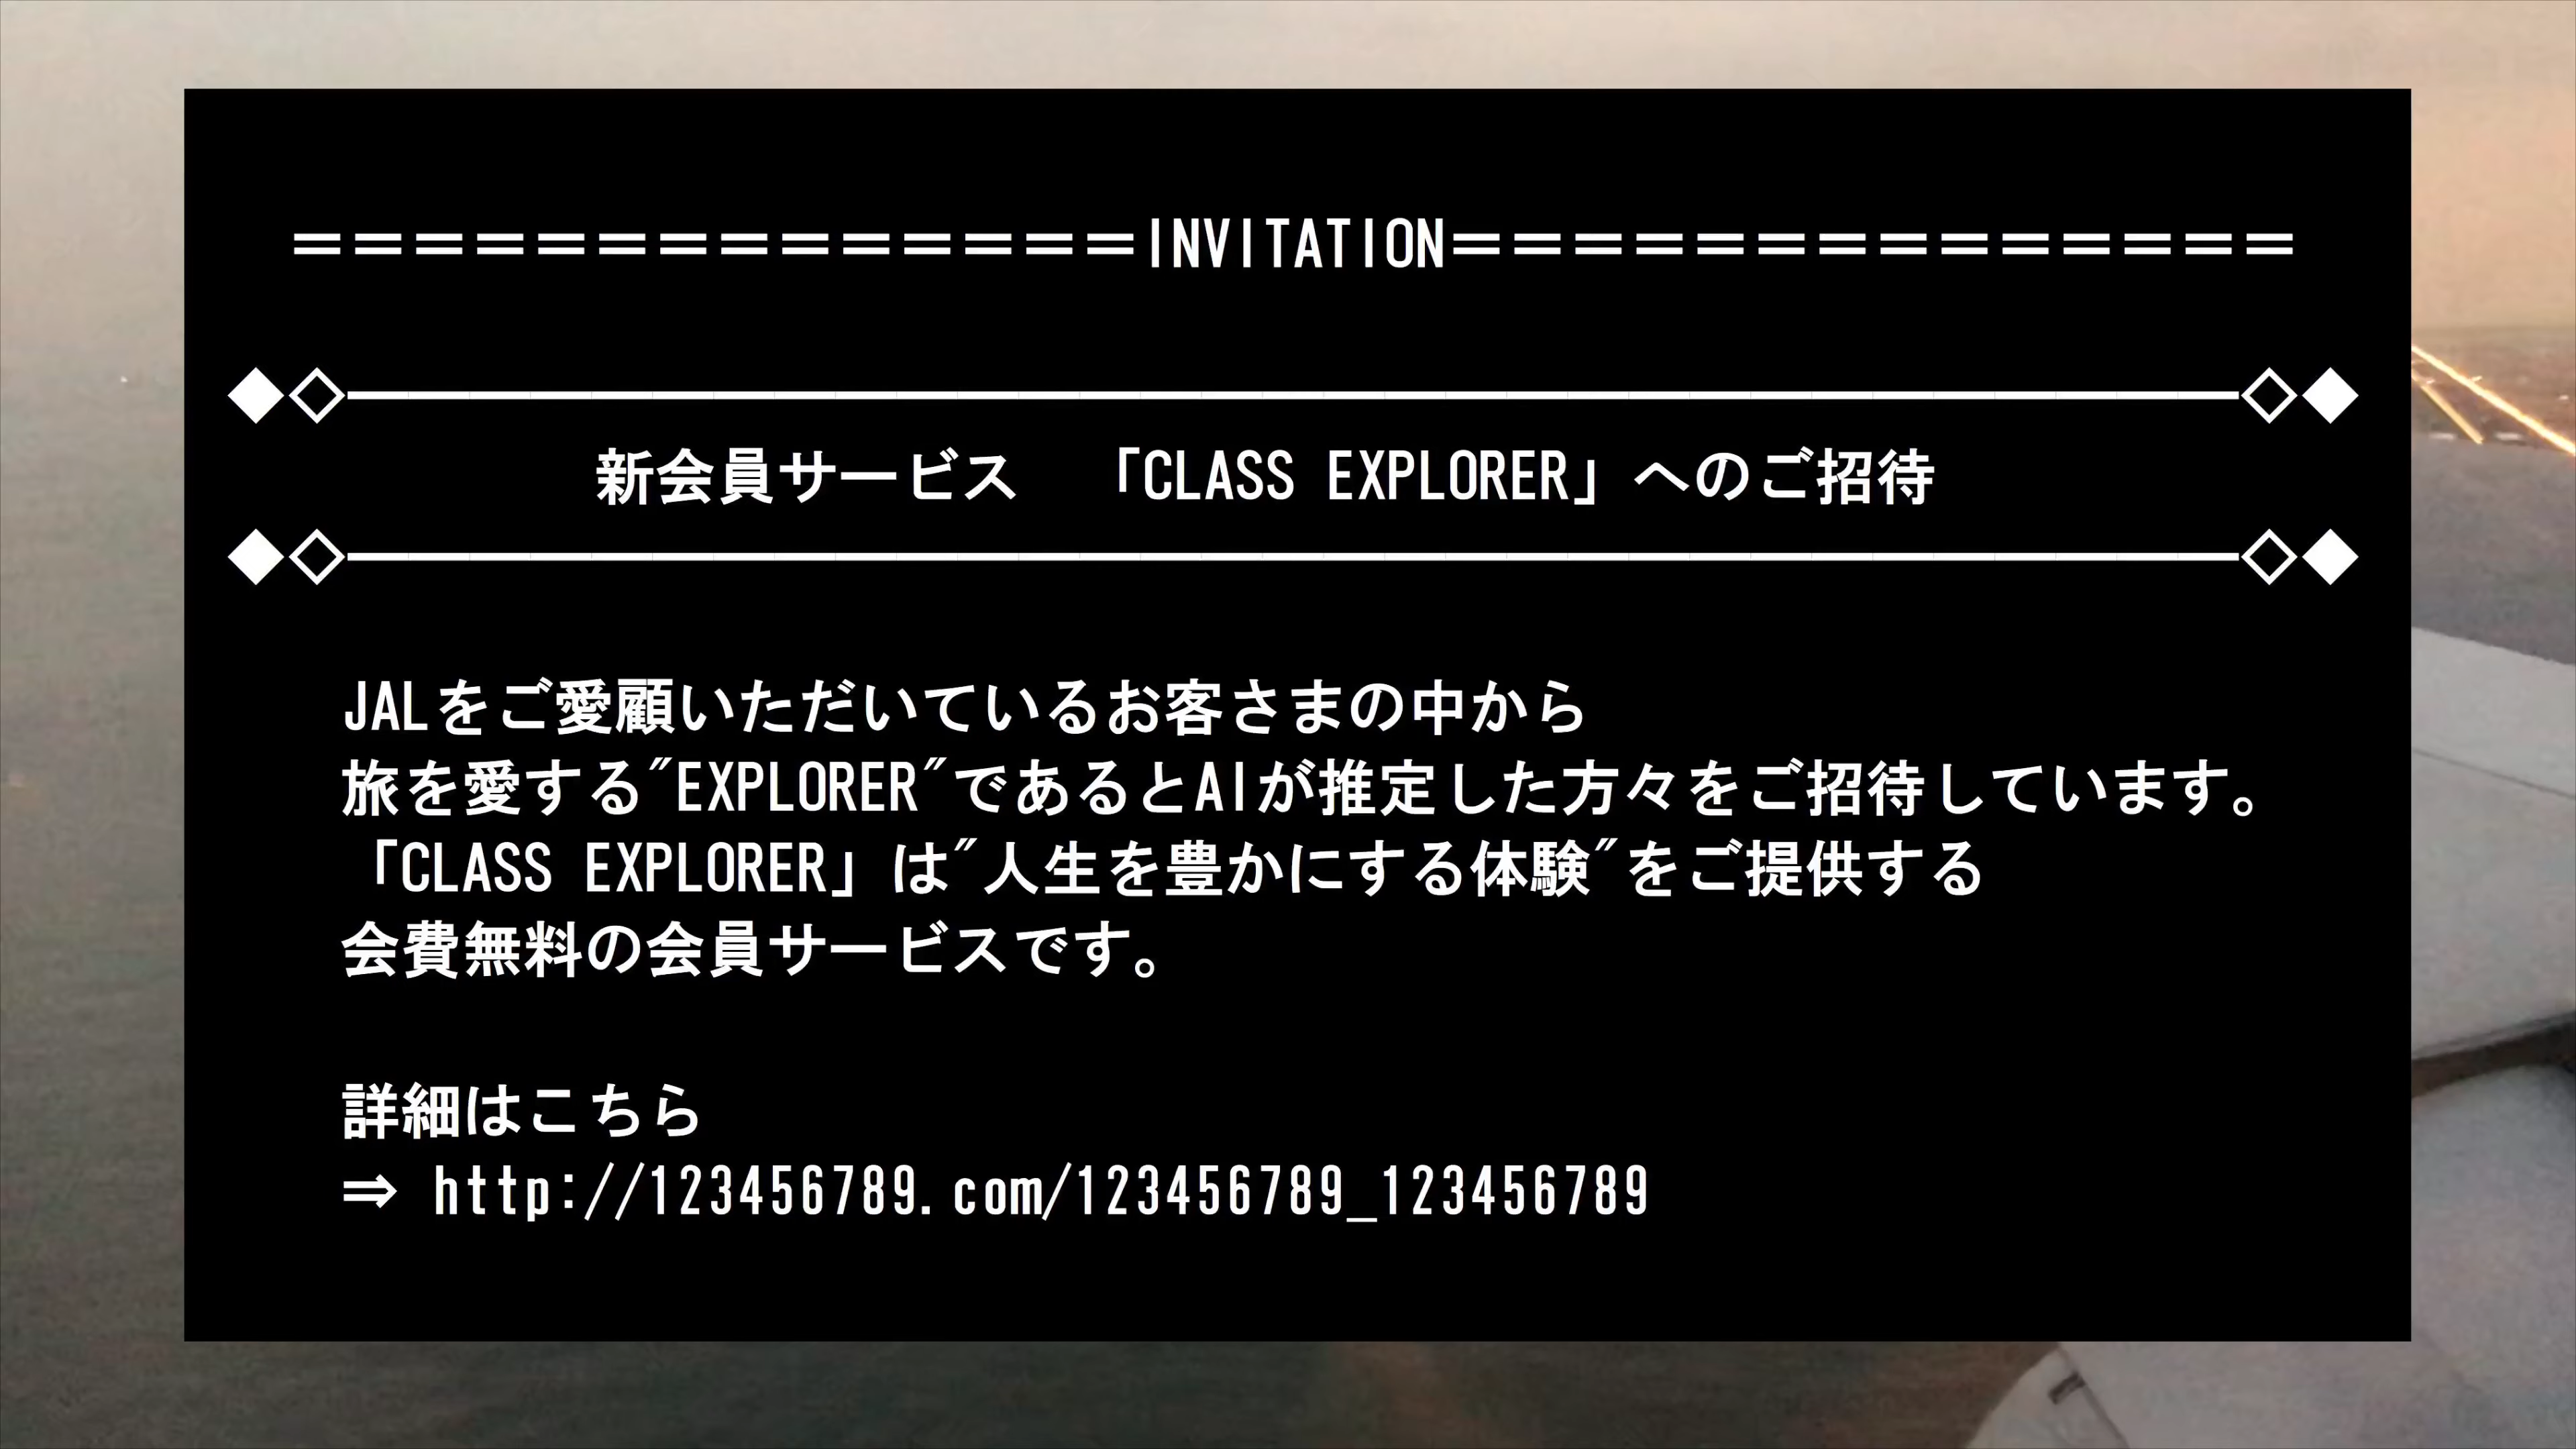 ==============INVITATION==============
◆◇───────────────────────────────◇◆
新会員サービス 「CLASS EXPLORER」へのご招待
◆◇───────────────────────────────◇◆
JALをご愛顧いただいているお客さまの中から
旅を愛する"EXPLORER"であるとAIが推定した方々をご招待しています。
「CLASS EXPLORER」は"人生を豊かにする体験"をご提供する
会費無料の会員サービスです。
詳細はこちら
⇒ http://123456789.com/123456789_123456789